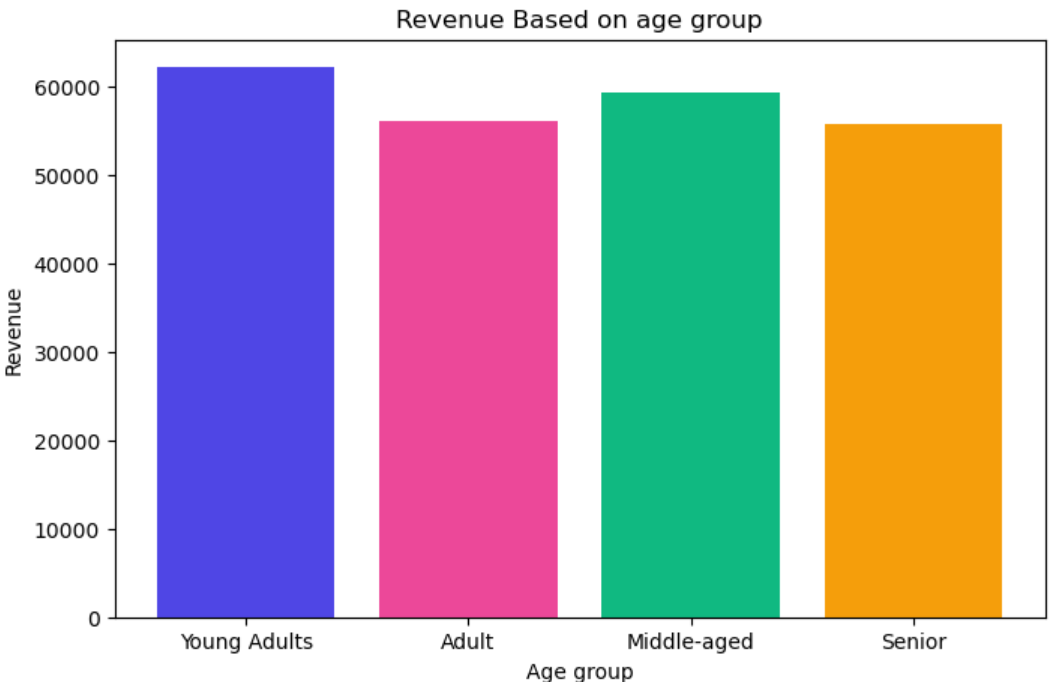 Revenue Based on age group
60000
50000
40000
30000
20000
10000
0
Revenue
Young Adults Adult Middle-aged Senior
Age group